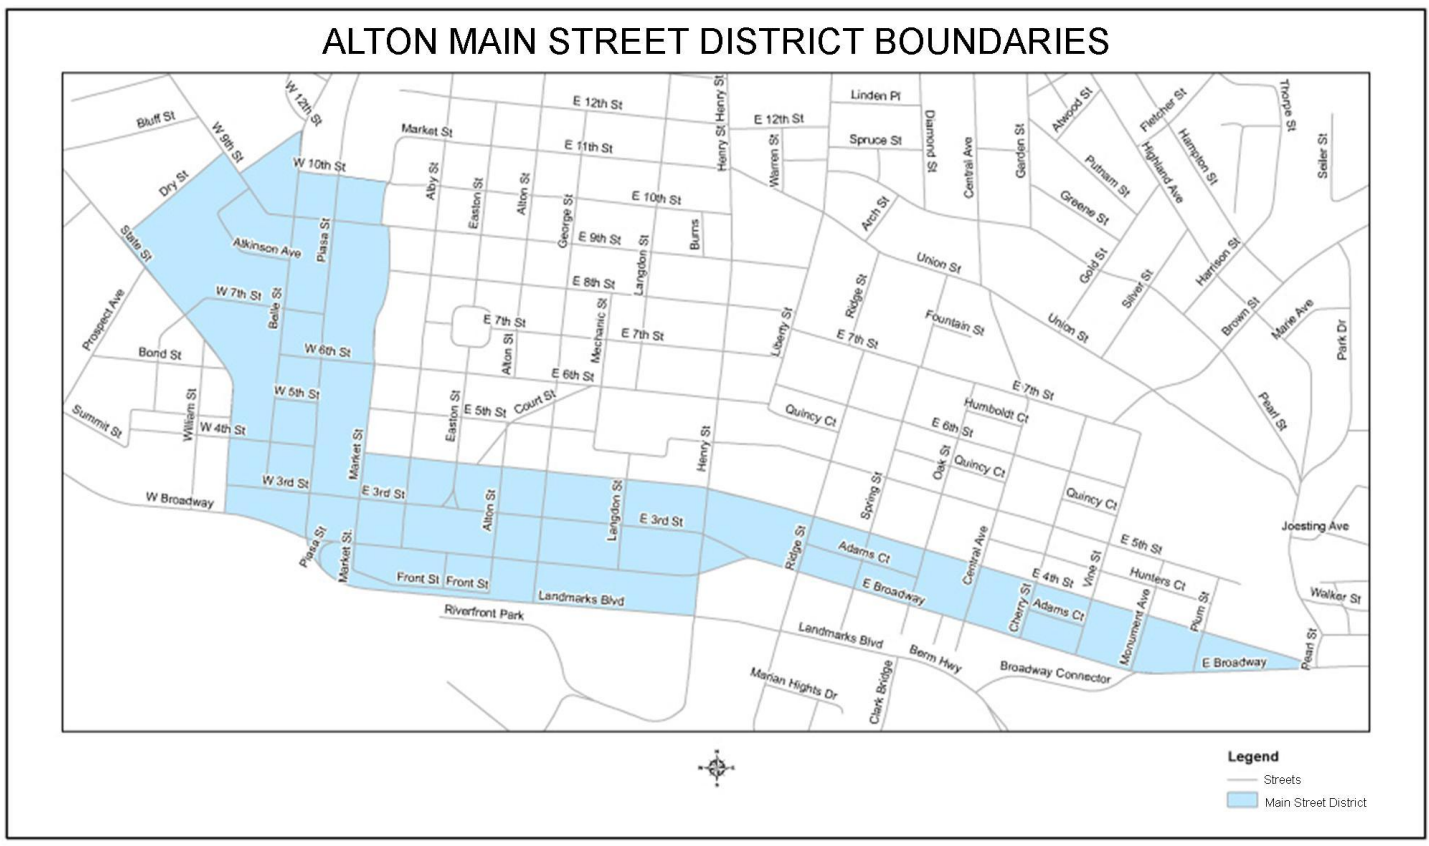 ALTON MAIN STREET DISTRICT BOUNDARIES
W 12th St
E 12th St
Henry St
Henry St
Linden Pl
Thorpe St
Bluff St
W 9th St
Market St
E 11th St
E 12th St
Spruce St
Diamond St
Central Ave
Garden St
Atwood St
Fletcher St
Hampton St
Seiler St
W 10th St
Dry St
Alby St
Easton St
Alton St
George St
E 10th St
Warren St
Putnam St
Highland Ave
Greene St
Arch St
State St
Atkinson Ave
Piasa St
E 9th St
Langdon St
Burns
Union St
Gold St
Silver St
Harrison St
Prospect Ave
W 7th St
Belle St
E 8th St
Ridge St
Fountain St
Union St
Brown St
Marie Ave
Park Dr
Bond St
W 6th St
E 7th St
Alton St
Mechanic St
E 7th St
Liberty St
E 7th St
E 7th St
Summit St
William St
W 5th St
W 4th St
Easton St
E 5th St
Court St
E 6th St
Quincy Ct
Humboldt Ct
E 6th St
Pearl St
Market St
Henry St
Oak St
Quincy Ct
Quincy Ct
W Broadway
W 3rd St
E 3rd St
Alton St
Langdon St
E 3rd St
Spring St
Joesting Ave
Piasa St
Market St.
Front St
Front St
Landmarks Blvd
Ridge St
Adams Ct
E Broadway
Central Ave
E 5th St
E 4th St
Vine St
Hunters Ct
Cherry St
Adams Ct
Monument Ave
Plum St
Walker St
Riverfront Park
Landmarks Blvd
Berm Hwy
Broadway Connector
E Broadway
Pearl St
Marian Hights Dr
Clark Bridge
N
W
E
S
Legend
Streets
Main Street District